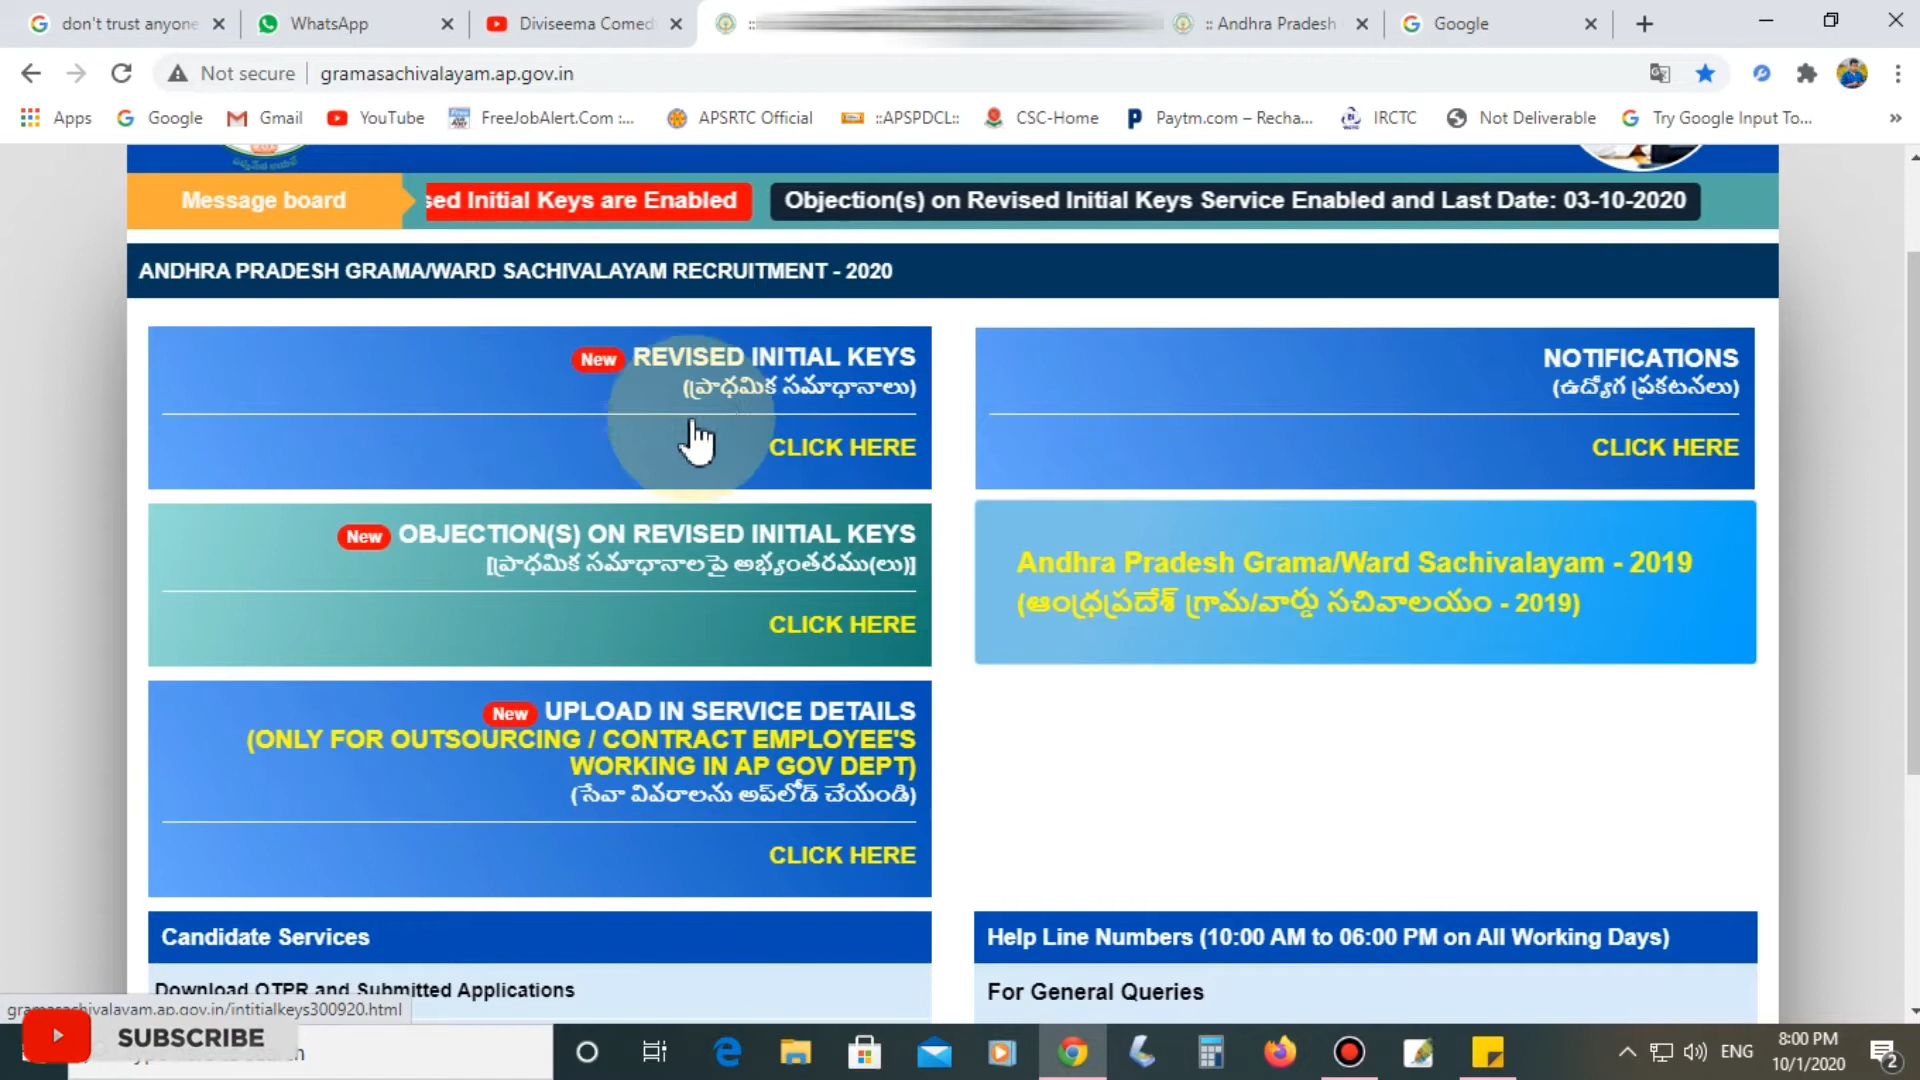 don't trust anyone
WhatsApp
Diviseema Comed
::
:: Andhra Pradesh
Google
Not secure
gramasachivalayam.ap.gov.in
Apps
Google
Gmail
YouTube
FreeJobAlert.Com :...
APSRTC Official
::APSPDCL::
CSC-Home
Paytm.com – Recha...
IRCTC
Not Deliverable
Try Google Input To...
»
Message board
sed Initial Keys are Enabled
Objection(s) on Revised Initial Keys Service Enabled and Last Date: 03-10-2020
ANDHRA PRADESH GRAMA/WARD SACHIVALAYAM RECRUITMENT - 2020
New REVISED INITIAL KEYS
(ప్రాధమిక సమాధానాలు)
CLICK HERE
NOTIFICATIONS
(ఉద్యోగ ప్రకటనలు)
CLICK HERE
New OBJECTION(S) ON REVISED INITIAL KEYS
[ప్రాధమిక సమాధానాలపై అభ్యంతరము(లు)]
CLICK HERE
Andhra Pradesh Grama/Ward Sachivalayam - 2019
(ఆంధ్రప్రదేశ్ గ్రామ/వార్డు సచివాలయం - 2019)
New UPLOAD IN SERVICE DETAILS
(ONLY FOR OUTSOURCING / CONTRACT EMPLOYEE'S
WORKING IN AP GOV DEPT)
(సేవా వివరాలను అప్‌లోడ్ చేయండి)
CLICK HERE
Candidate Services
Help Line Numbers (10:00 AM to 06:00 PM on All Working Days)
Download OTPR and Submitted Applications
For General Queries
gramasachivalayam.ap.gov.in/intitialkeys300920.html
SUBSCRIBE
ENG
8:00 PM
10/1/2020
2